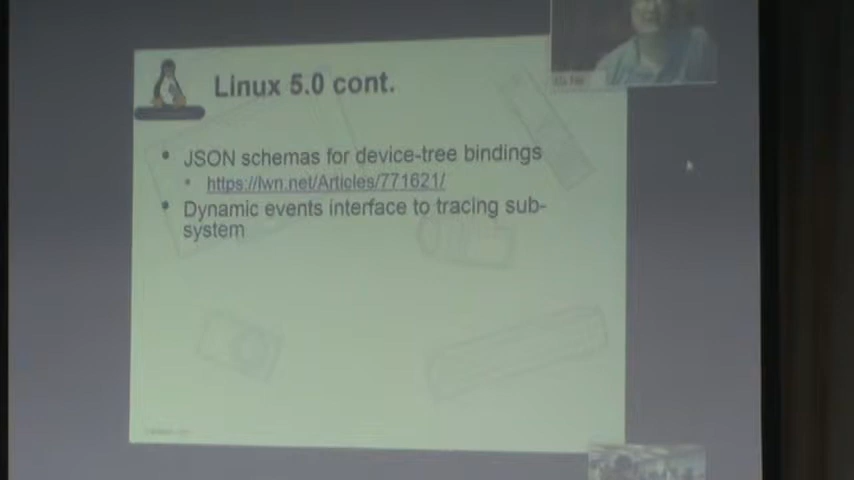 Linux 5.0 cont.
• JSON schemas for device-tree bindings
• https://lwn.net/Articles/771621/
• Dynamic events interface to tracing sub-
system